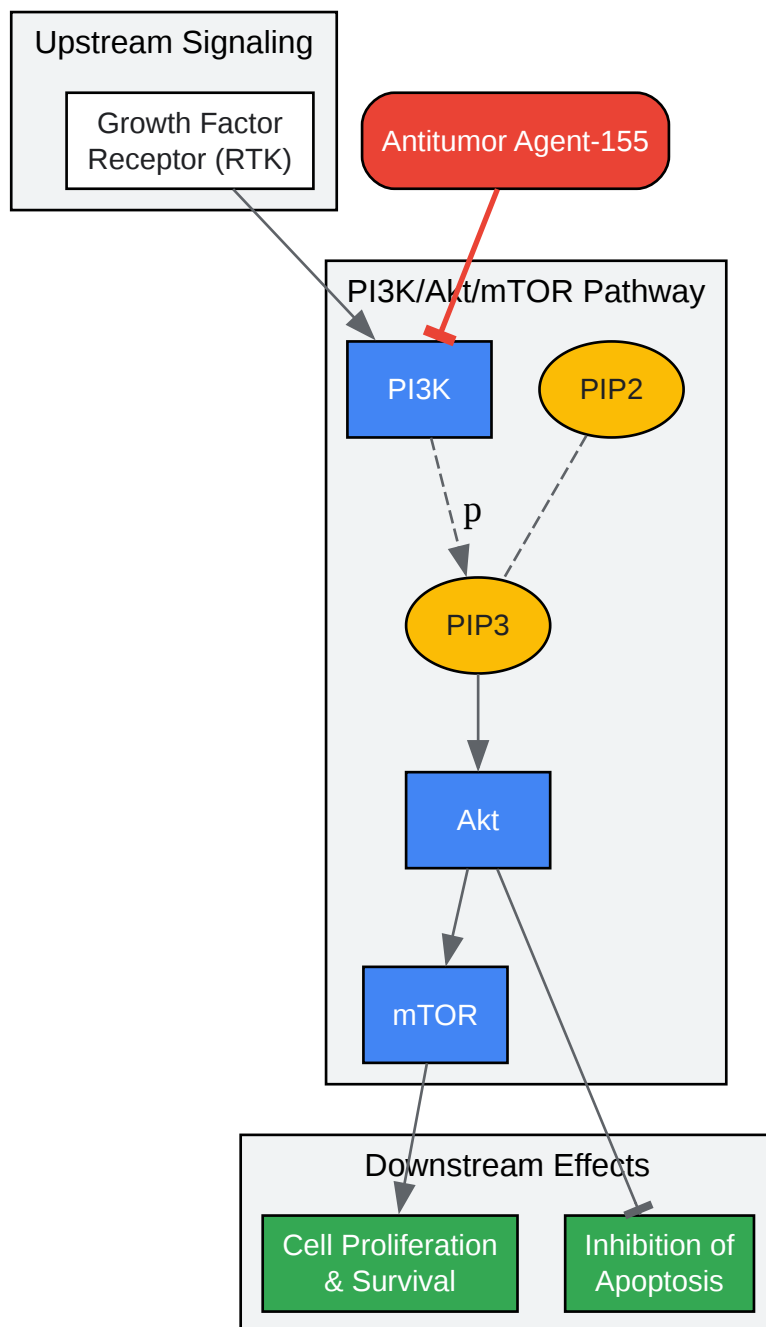 Upstream Signaling
Growth Factor
Receptor (RTK)
Antitumor Agent-155
PI3K/Akt/mTOR Pathway
PI3K
PIP2
p
PIP3
Akt
mTOR
Downstream Effects
Cell Proliferation
& Survival
Inhibition of
Apoptosis